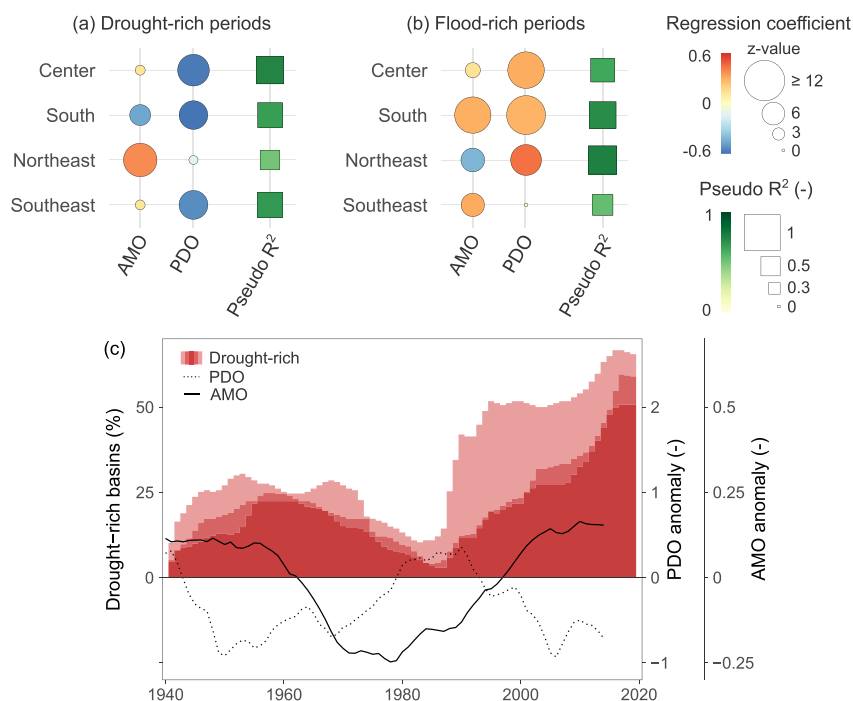 (a) Drought-rich periods
(b) Flood-rich periods
Regression coefficient
Center
South
Northeast
Southeast
AMO
PDO
Pseudo R²
Center
South
Northeast
Southeast
AMO
PDO
Pseudo R²
0.6
0
-0.6
z-value
≥ 12
6
3
0
Pseudo R² (-)
1
0
1
0.5
0.3
0
(c)
Drought-rich
PDO
AMO
Drought−rich basins (%)
50
25
0
1940
1960
1980
2000
2020
2
1
0
−1
PDO anomaly (-)
0.5
0.25
0
−0.25
AMO anomaly (-)